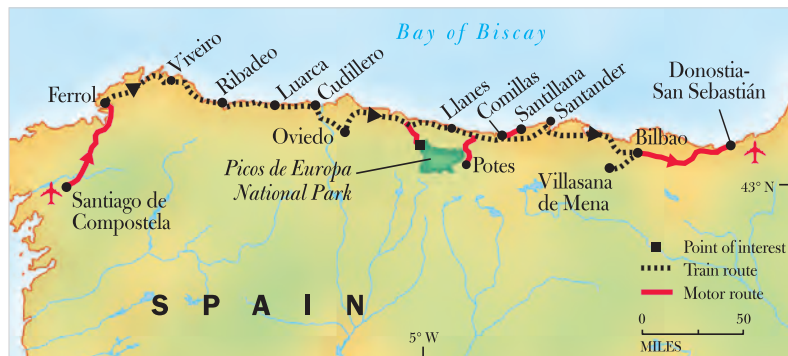 Bay of Biscay
Viveiro
Ferrol
Ribadeo
Luarca
Cudillero
Oviedo
Llanes
Comillas
Santillana
Santander
Donostia-
San Sebastián
Bilbao
Picos de Europa
National Park
Potes
Villasana
de Mena
Santiago de
Compostela
43° N
SPAIN
5° W
Point of interest
Train route
Motor route
0
50
MILES